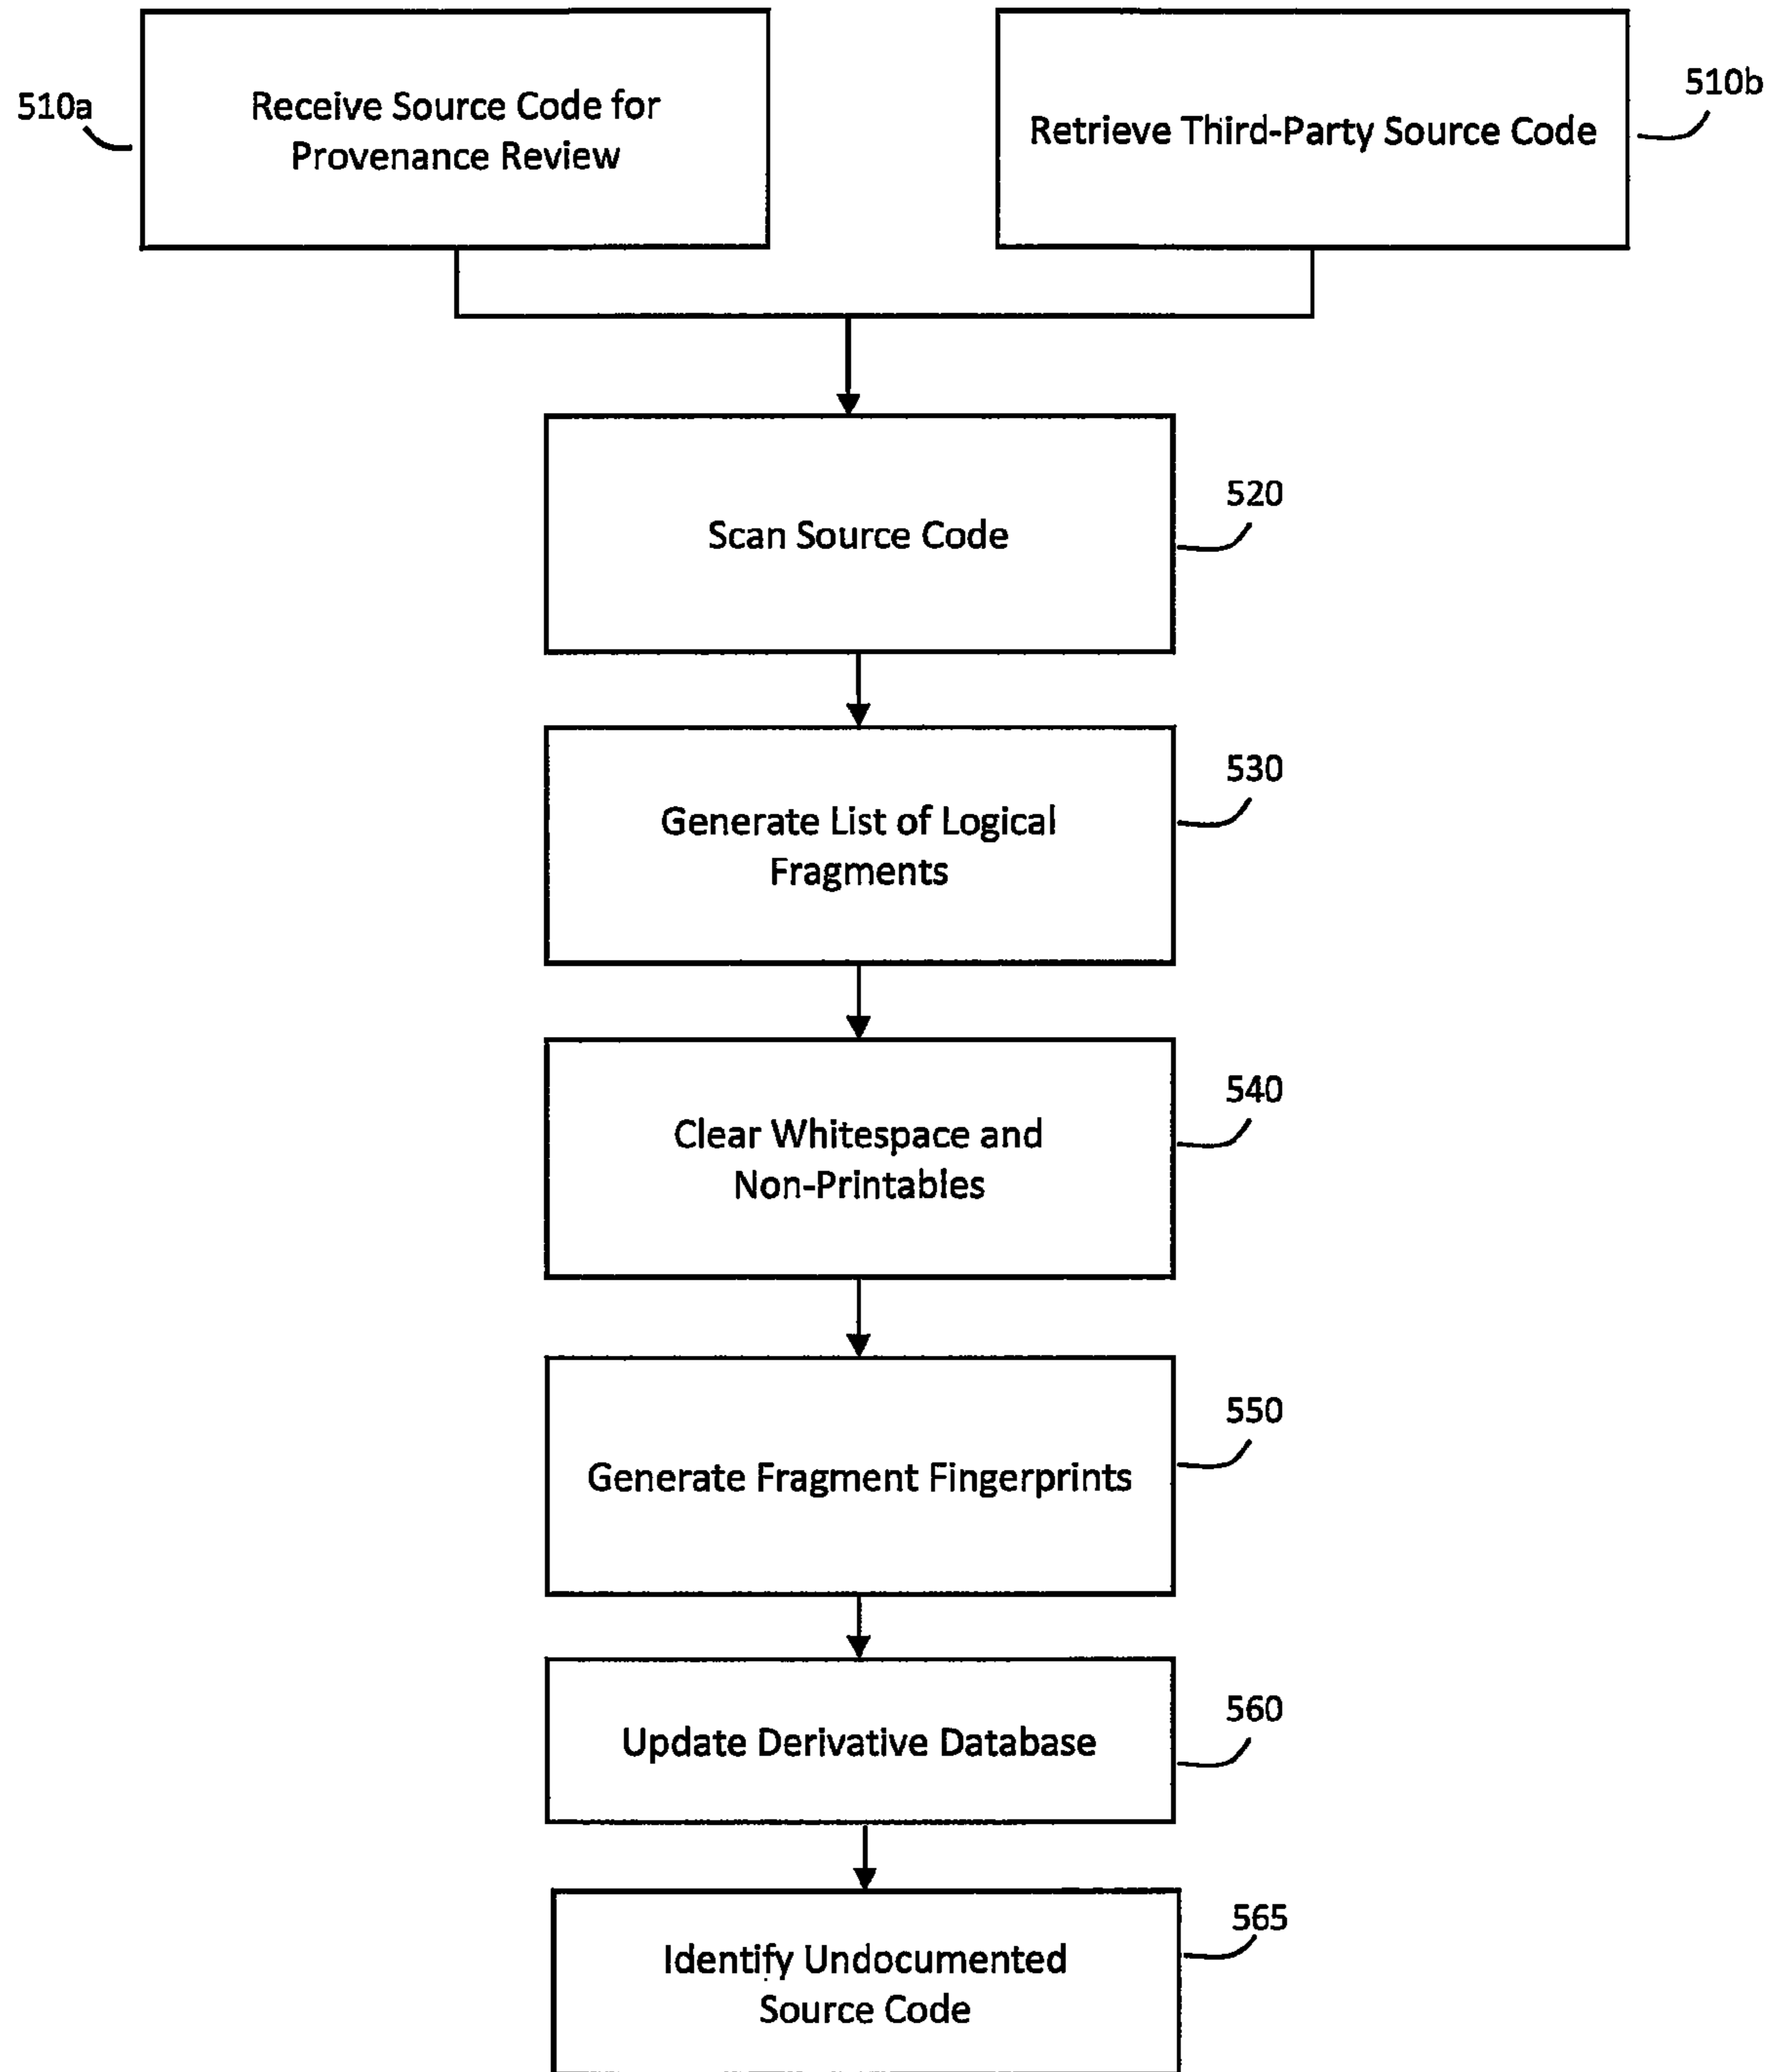 510a
Receive Source Code for
Provenance Review
Retrieve Third-Party Source Code
510b
Scan Source Code
520
Generate List of Logical
Fragments
530
Clear Whitespace and
Non-Printables
540
Generate Fragment Fingerprints
550
Update Derivative Database
560
Identify Undocumented
Source Code
565